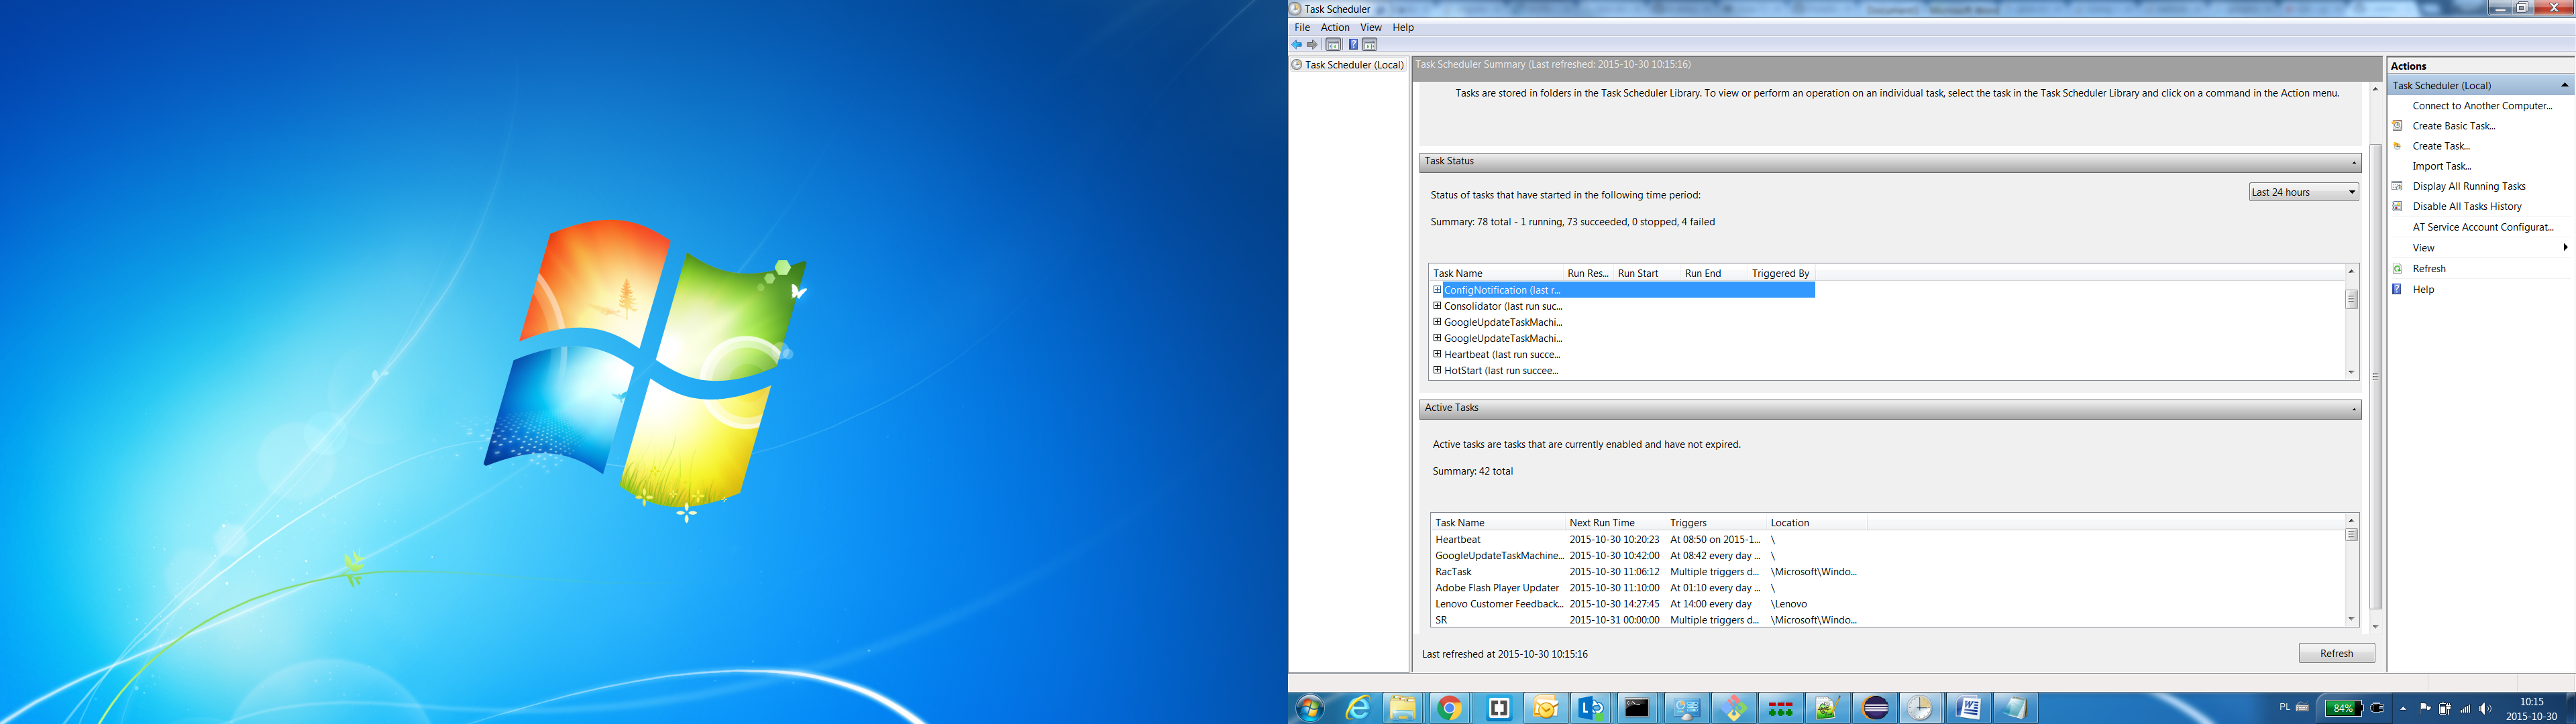 Task Scheduler
File Action View Help
Task Scheduler (Local)
Task Scheduler Summary (Last refreshed: 2015-10-30 10:15:16)
Tasks are stored in folders in the Task Scheduler Library. To view or perform an operation on an individual task, select the task in the Task Scheduler Library and click on a command in the Action menu.
Task Status
Status of tasks that have started in the following time period:
Last 24 hours
Summary: 78 total - 1 running, 73 succeeded, 0 stopped, 4 failed
Task Name Run Res... Run Start Run End Triggered By
ConfigNotification (last r...
Consolidator (last run suc...
GoogleUpdateTaskMachi...
GoogleUpdateTaskMachi...
Heartbeat (last run succe...
HotStart (last run succee...
Active Tasks
Active tasks are tasks that are currently enabled and have not expired.
Summary: 42 total
Task Name Next Run Time Triggers Location
Heartbeat 2015-10-30 10:20:23 At 08:50 on 2015-1... \
GoogleUpdateTaskMachine... 2015-10-30 10:42:00 At 08:42 every day ... \
RacTask 2015-10-30 11:06:12 Multiple triggers d... \Microsoft\Windo...
Adobe Flash Player Updater 2015-10-30 11:10:00 At 01:10 every day ... \
Lenovo Customer Feedback... 2015-10-30 14:27:45 At 14:00 every day \Lenovo
SR 2015-10-31 00:00:00 Multiple triggers d... \Microsoft\Windo...
Last refreshed at 2015-10-30 10:15:16
Refresh
Actions
Task Scheduler (Local)
Connect to Another Computer...
Create Basic Task...
Create Task...
Import Task...
Display All Running Tasks
Disable All Tasks History
AT Service Account Configurat...
View
Refresh
Help
PL
84%
10:15
2015-10-30